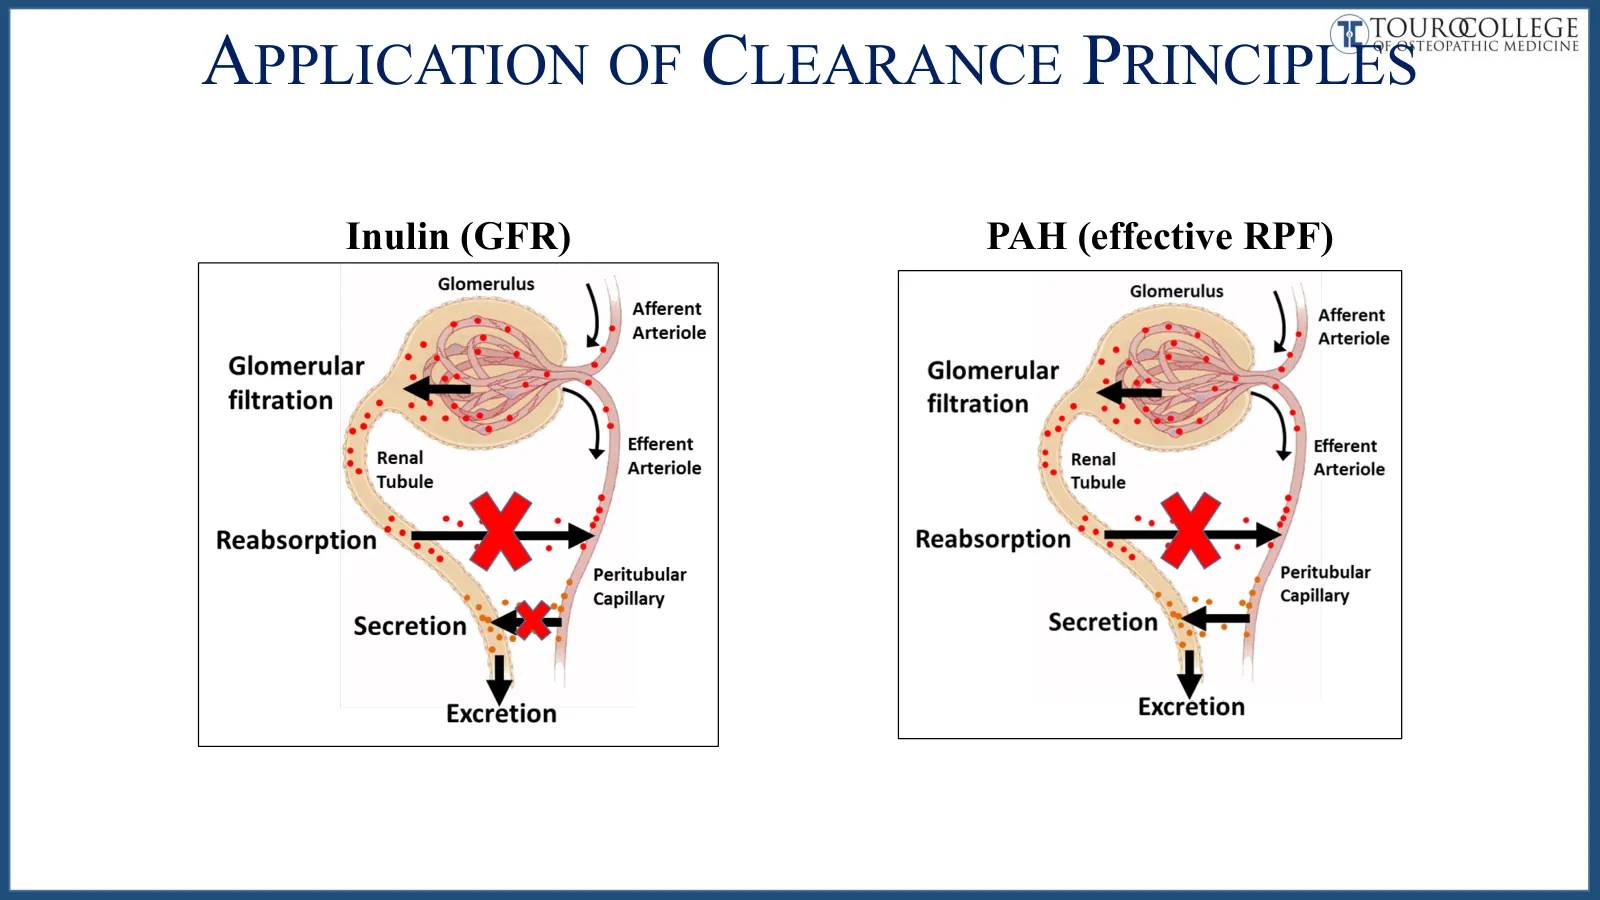 APPLICATION OF CLEARANCE PRINCIPLES
TOUROCOLLEGE
OF OSTEOPATHIC MEDICINE
Inulin (GFR)
Glomerulus
Afferent
Arteriole
Glomerular
filtration
Efferent
Arteriole
Renal
Tubule
Reabsorption
Peritubular
Capillary
Secretion
Excretion
PAH (effective RPF)
Glomerulus
Afferent
Arteriole
Glomerular
filtration
Efferent
Arteriole
Renal
Tubule
Reabsorption
Peritubular
Capillary
Secretion
Excretion